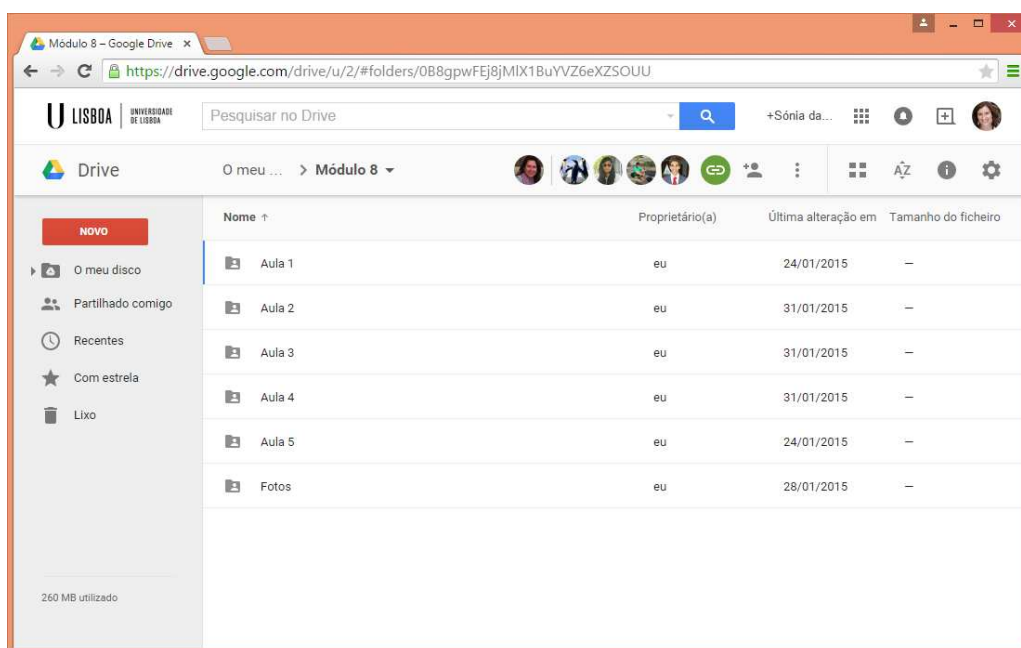 Módulo 8 – Google Drive
https://drive.google.com/drive/u/2/#folders/0B8gpwFEj8jMlX1BuYVZ6eXZSOUU
U LISBOA UNIVERSIDADE DE LISBOA
Pesquisar no Drive
+Sónia da...
Drive
O meu ... > Módulo 8
AZ
NOVO
O meu disco
Partilhado comigo
Recentes
Com estrela
Lixo
260 MB utilizado
Nome ↑ Proprietário(a) Última alteração em Tamanho do ficheiro
Aula 1 eu 24/01/2015 —
Aula 2 eu 31/01/2015 —
Aula 3 eu 31/01/2015 —
Aula 4 eu 31/01/2015 —
Aula 5 eu 24/01/2015 —
Fotos eu 28/01/2015 —